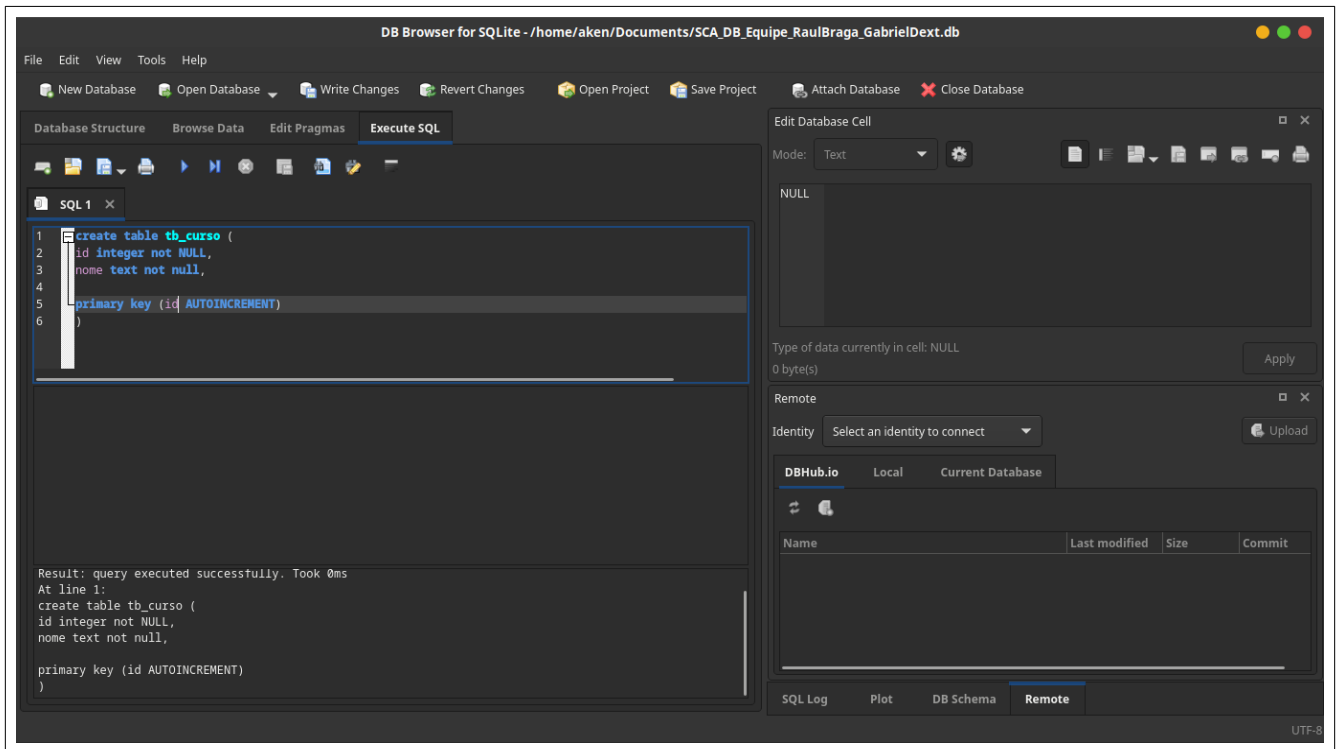 DB Browser for SQLite - /home/aken/Documents/SCA_DB_Equipe_RaulBraga_GabrielDext.db
File Edit View Tools Help
New Database Open Database Write Changes Revert Changes Open Project Save Project Attach Database Close Database
Database Structure Browse Data Edit Pragmas Execute SQL
SQL 1
1 create table tb_curso (
2 id integer not NULL,
3 nome text not null,
4
5 primary key (id AUTOINCREMENT)
6 )
Result: query executed successfully. Took 0ms
At line 1:
create table tb_curso (
id integer not NULL,
nome text not null,
primary key (id AUTOINCREMENT)
)
Edit Database Cell
Mode: Text
NULL
Type of data currently in cell: NULL
0 byte(s)
Apply
Remote
Identity Select an identity to connect Upload
DBHub.io Local Current Database
Name Last modified Size Commit
SQL Log Plot DB Schema Remote
UTF-8